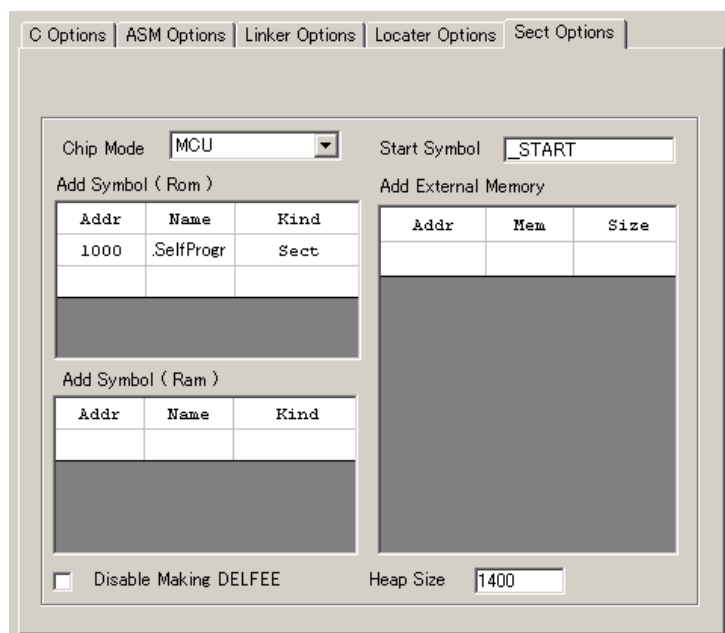 C Options ASM Options Linker Options Locater Options Sect Options
Chip Mode MCU Start Symbol _START
Add Symbol ( Rom ) Add External Memory
Addr Name Kind Addr Mem Size
1000 .SelfProgr Sect
Add Symbol ( Ram )
Addr Name Kind
Disable Making DELFEE Heap Size 1400